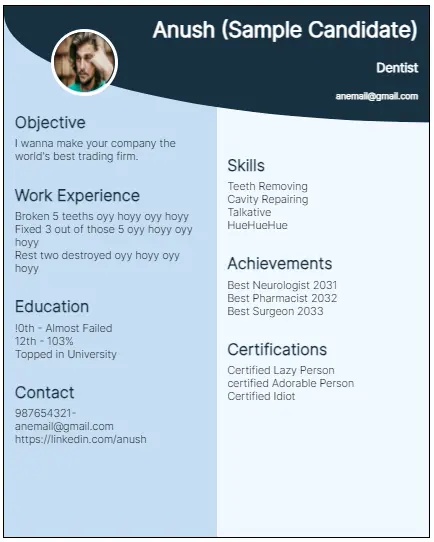 Anush (Sample Candidate)
Dentist
anemail@gmail.com
Objective
I wanna make your company the
world's best trading firm.
Work Experience
Broken 5 teeths oyy hoyy oyy hoyy
Fixed 3 out of those 5 oyy hoyy oyy
hoyy
Rest two destroyed oyy hoyy oyy
hoyy
Education
!0th - Almost Failed
12th - 103%
Topped in University
Contact
987654321-
anemail@gmail.com
https://linkedin.com/anush
Skills
Teeth Removing
Cavity Repairing
Talkative
HueHueHue
Achievements
Best Neurologist 2031
Best Pharmacist 2032
Best Surgeon 2033
Certifications
Certified Lazy Person
certified Adorable Person
Certified Idiot